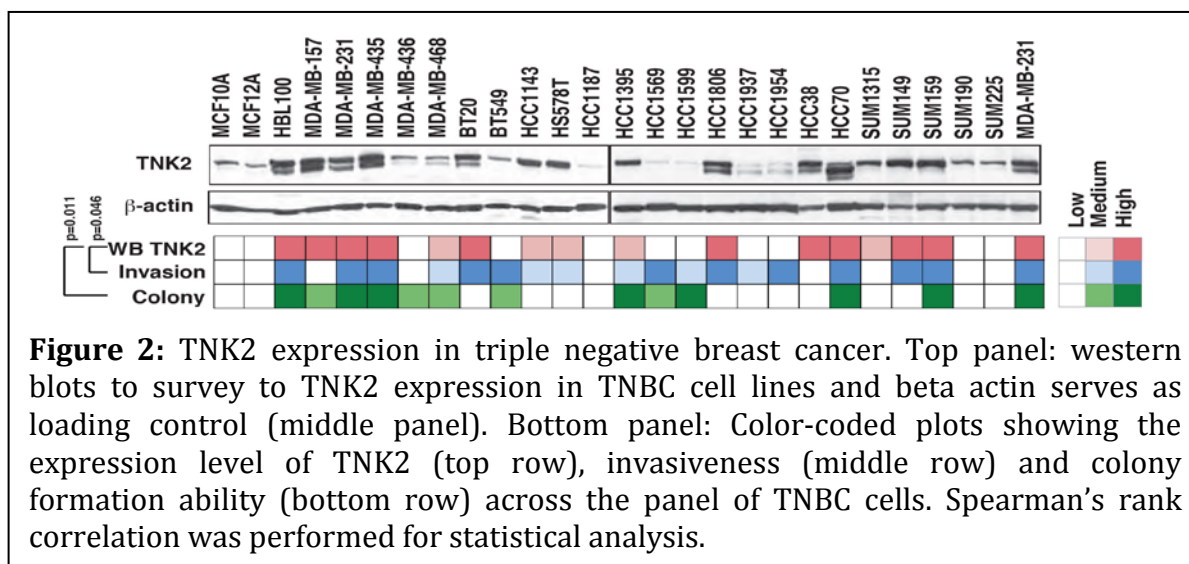 MCF10A
MCF12A
HBL100
MDA-MB-157
MDA-MB-231
MDA-MB-435
MDA-MB-436
MDA-MB-468
BT20
BT549
HCC1143
HS578T
HCC1187
HCC1395
HCC1569
HCC1599
HCC1806
HCC1937
HCC1954
HCC38
HCC70
SUM1315
SUM149
SUM159
SUM190
SUM225
MDA-MB-231
TNK2
β-actin
p=0.011
p=0.046
WB TNK2
Invasion
Colony
Low
Medium
High
Figure 2: TNK2 expression in triple negative breast cancer. Top panel: western
blots to survey to TNK2 expression in TNBC cell lines and beta actin serves as
loading control (middle panel). Bottom panel: Color-coded plots showing the
expression level of TNK2 (top row), invasiveness (middle row) and colony
formation ability (bottom row) across the panel of TNBC cells. Spearman's rank
correlation was performed for statistical analysis.